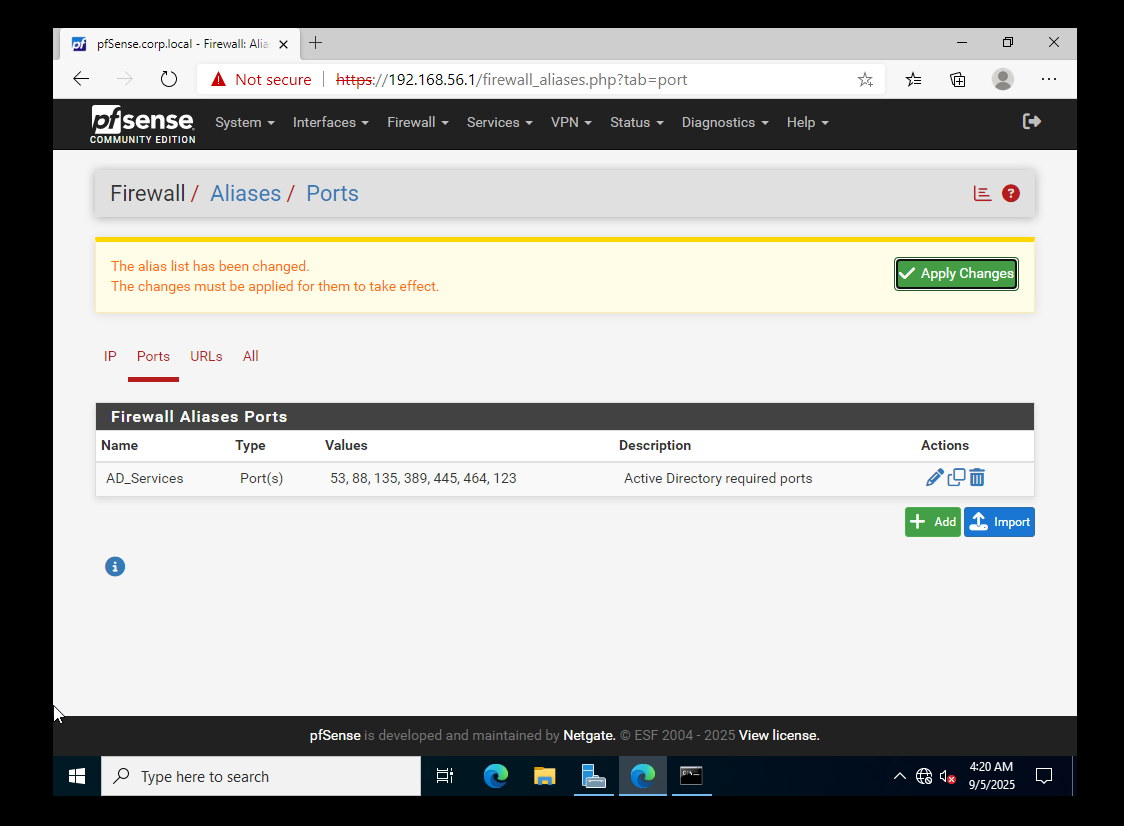 pfSense.corp.local - Firewall: Alia
Not secure https://192.168.56.1/firewall_aliases.php?tab=port
pfsense
COMMUNITY EDITION
System Interfaces Firewall Services VPN Status Diagnostics Help
Firewall / Aliases / Ports
The alias list has been changed.
The changes must be applied for them to take effect.
Apply Changes
IP Ports URLs All
Firewall Aliases Ports
Name Type Values Description Actions
AD_Services Port(s) 53, 88, 135, 389, 445, 464, 123 Active Directory required ports
Add Import
pfSense is developed and maintained by Netgate. © ESF 2004 - 2025 View license.
Type here to search
4:20 AM
9/5/2025